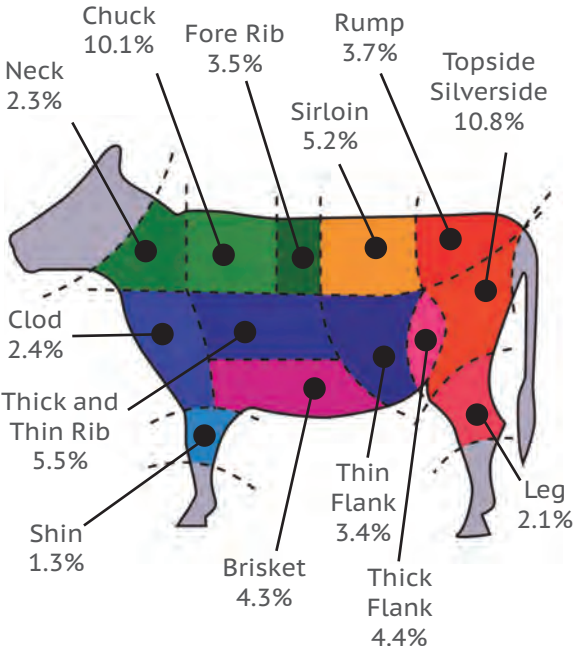 Chuck
10.1%
Fore Rib
3.5%
Rump
3.7%
Topside
Silverside
10.8%
Neck
2.3%
Sirloin
5.2%
Clod
2.4%
Thick and
Thin Rib
5.5%
Shin
1.3%
Brisket
4.3%
Thin
Flank
3.4%
Thick
Flank
4.4%
Leg
2.1%